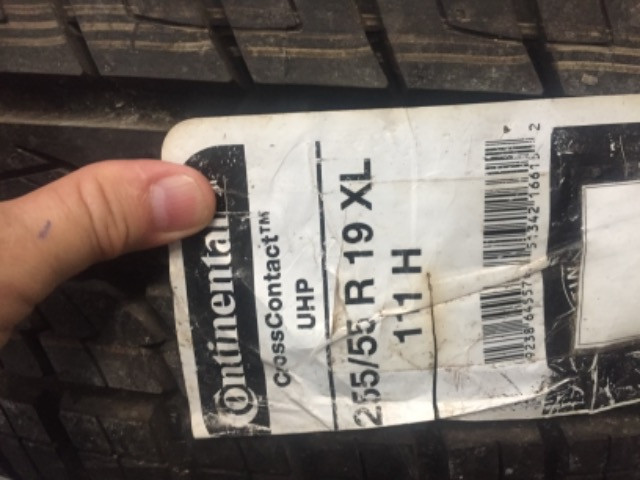 Continental
CrossContact™
UHP
255/55 R 19 XL
111 H